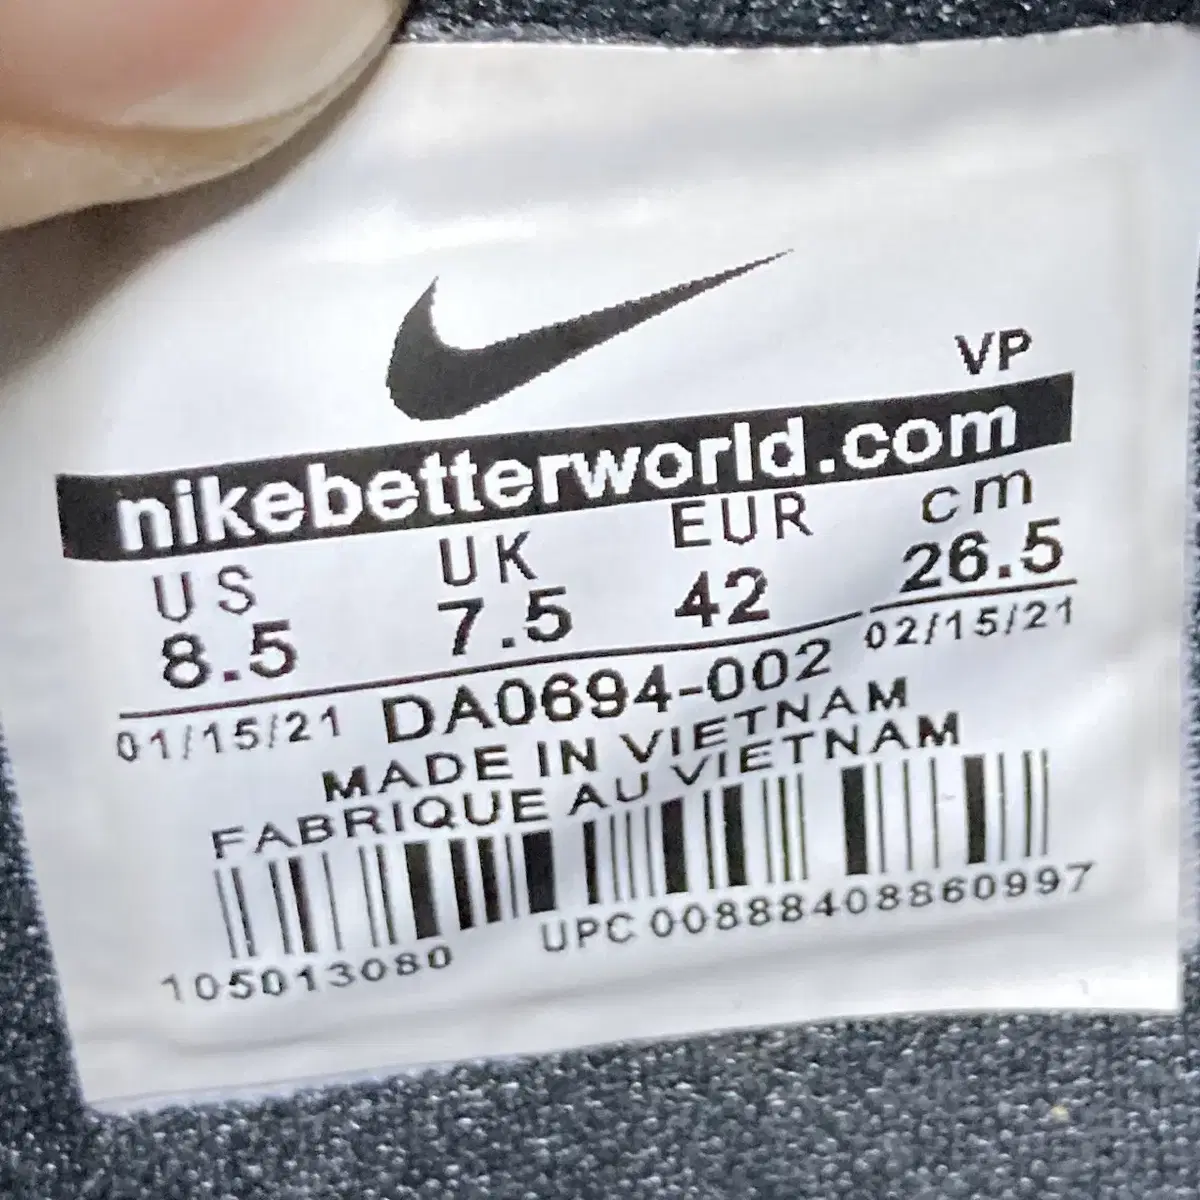 VP
nikebetterworld.com
US UK EUR cm
8.5 7.5 42 26.5
01/15/21 DA0694-002 02/15/21
MADE IN VIETNAM
FABRIQUE AU VIETNAM
105013080 UPC 00888408860997